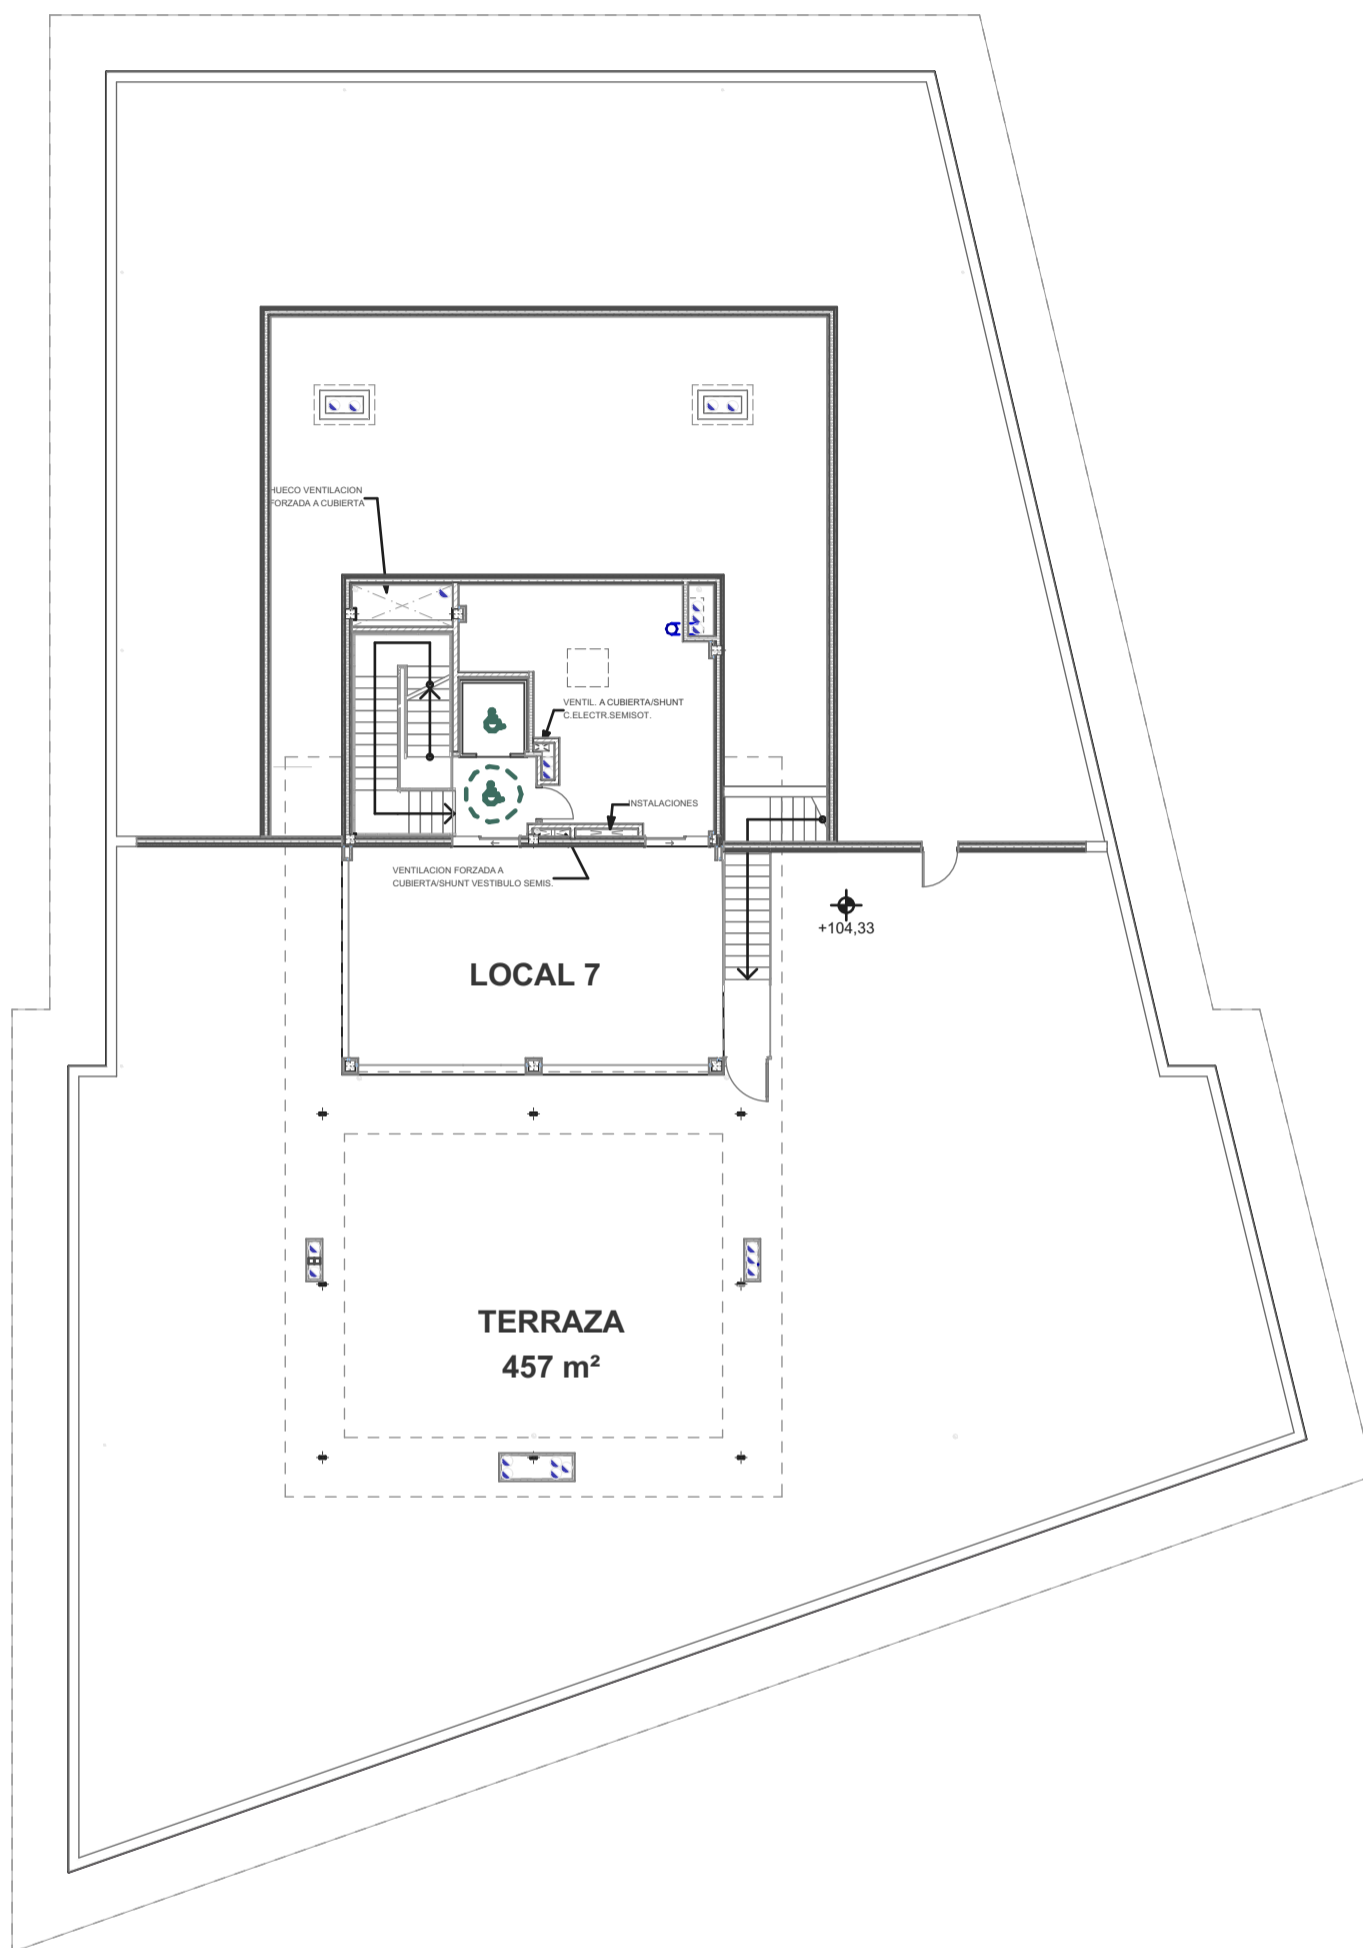 HUECO VENTILACION
FORZADA A CUBIERTA
VENTIL. A CUBIERTA/SHUNT
C.ELECTR.SEMISOT.
INSTALACIONES
VENTILACION FORZADA A
CUBIERTA/SHUNT VESTIBULO SEMIS.
+104,33
LOCAL 7
TERRAZA
457 m²